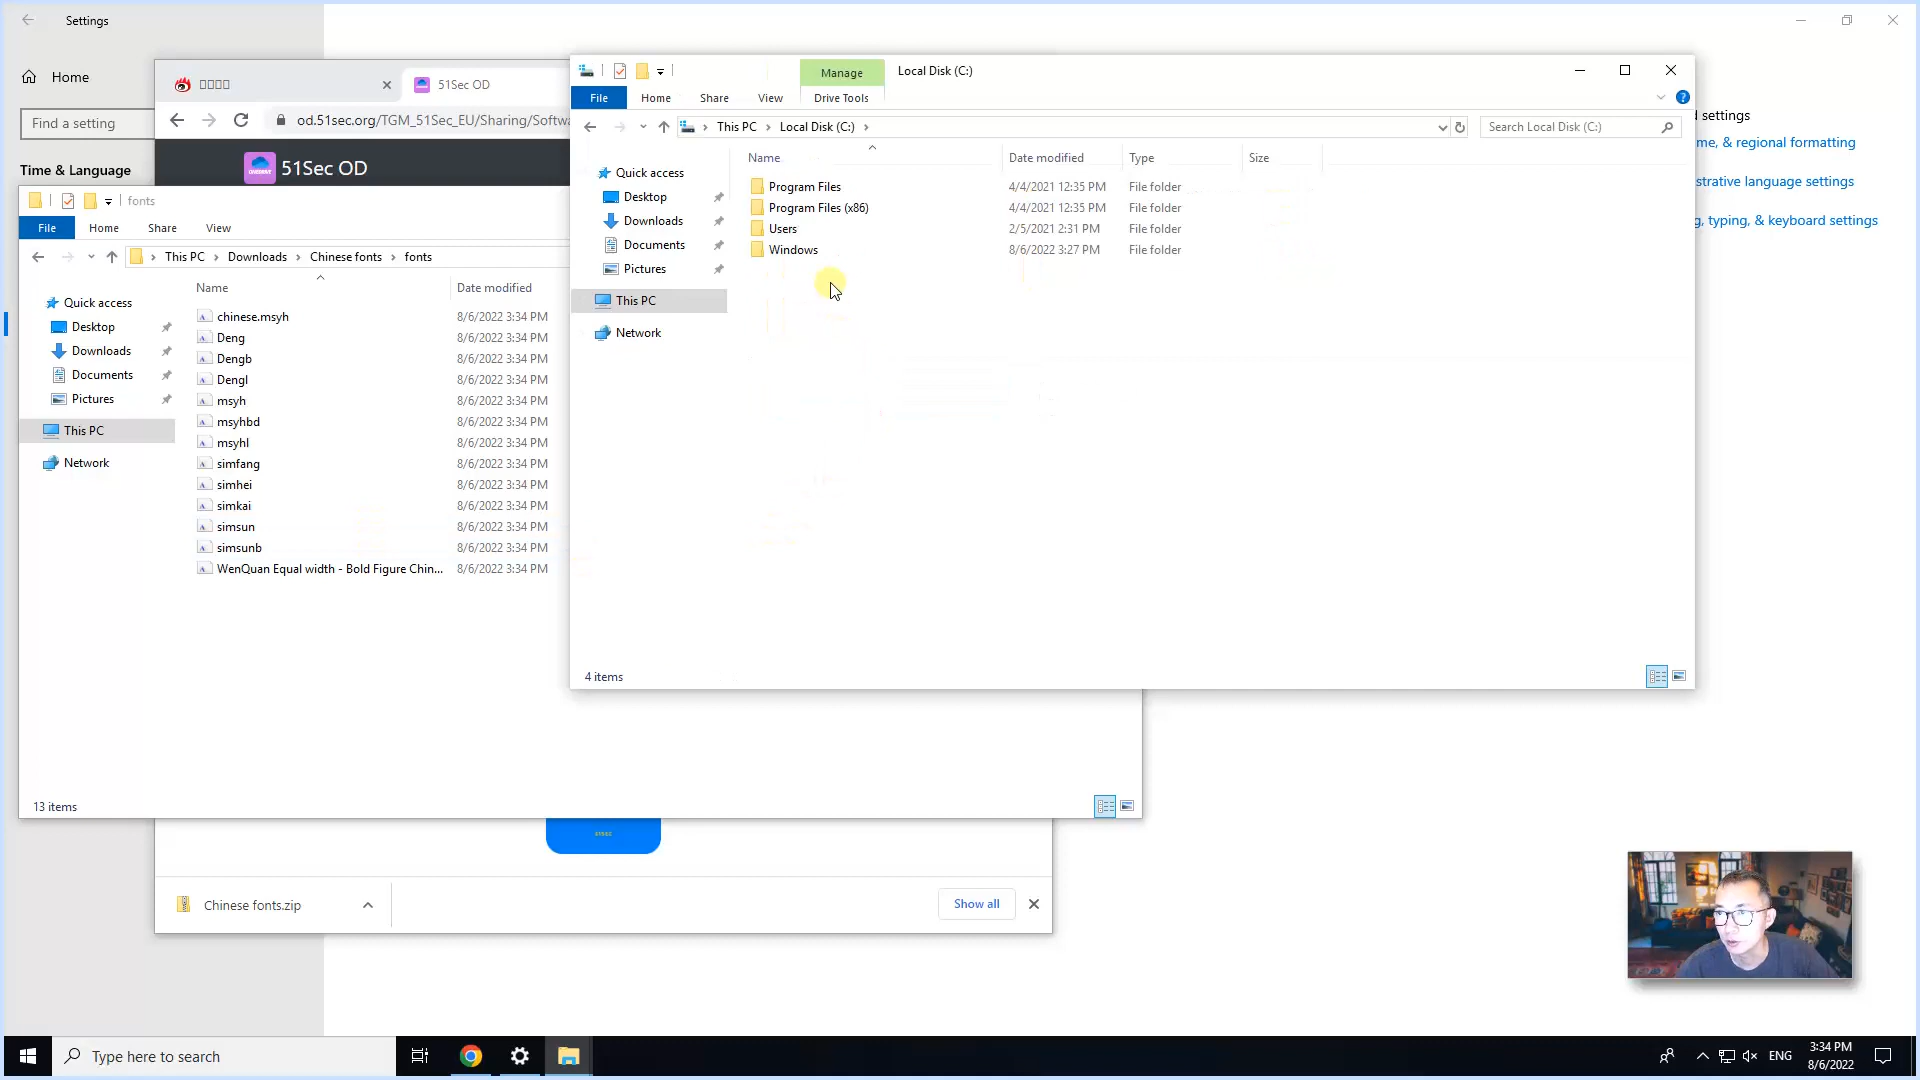 Settings
Home
Find a setting
Time & Language
d settings
me, & regional formatting
strative language settings
g, typing, & keyboard settings
51Sec OD
od.51sec.org/TGM_51Sec_EU/Sharing/Softwa
51Sec OD
fonts
File Home Share View
This PC > Downloads > Chinese fonts > fonts
Name Date modified
Quick access
Desktop
Downloads
Documents
Pictures
This PC
Network
chinese.msyh 8/6/2022 3:34 PM
Deng 8/6/2022 3:34 PM
Dengb 8/6/2022 3:34 PM
Dengl 8/6/2022 3:34 PM
msyh 8/6/2022 3:34 PM
msyhbd 8/6/2022 3:34 PM
msyhl 8/6/2022 3:34 PM
simfang 8/6/2022 3:34 PM
simhei 8/6/2022 3:34 PM
simkai 8/6/2022 3:34 PM
simsun 8/6/2022 3:34 PM
simsunb 8/6/2022 3:34 PM
WenQuan Equal width - Bold Figure Chin... 8/6/2022 3:34 PM
13 items
Manage Local Disk (C:)
File Home Share View Drive Tools
This PC > Local Disk (C:) >
Search Local Disk (C:)
Name Date modified Type Size
Quick access
Desktop
Downloads
Documents
Pictures
This PC
Network
Program Files 4/4/2021 12:35 PM File folder
Program Files (x86) 4/4/2021 12:35 PM File folder
Users 2/5/2021 2:31 PM File folder
Windows 8/6/2022 3:27 PM File folder
4 items
51SEC
Chinese fonts.zip
Show all
Type here to search
ENG
3:34 PM
8/6/2022